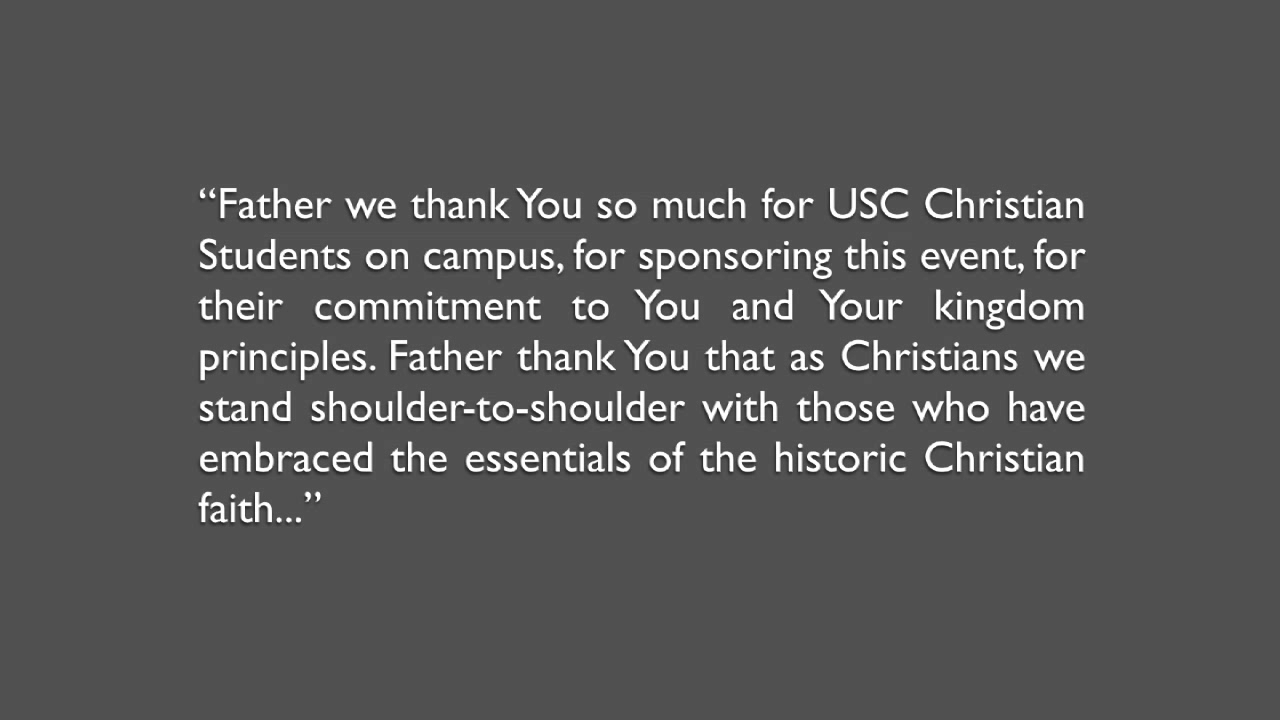 “Father we thank You so much for USC Christian
Students on campus, for sponsoring this event, for
their commitment to You and Your kingdom
principles. Father thank You that as Christians we
stand shoulder-to-shoulder with those who have
embraced the essentials of the historic Christian
faith...”